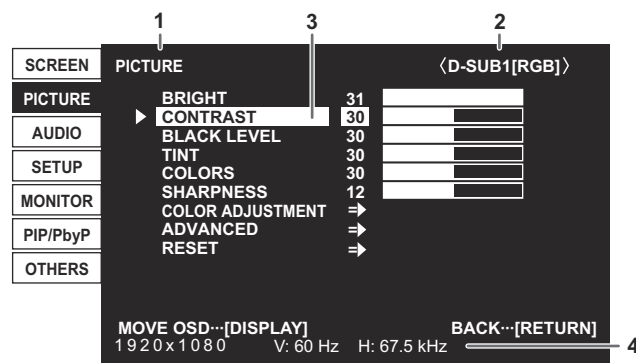 1 3 2
SCREEN
PICTURE 〈D-SUB1[RGB]〉
PICTURE
AUDIO
SETUP
MONITOR
PIP/PbyP
OTHERS
BRIGHT 31
CONTRAST 30
BLACK LEVEL 30
TINT 30
COLORS 30
SHARPNESS 12
COLOR ADJUSTMENT
ADVANCED
RESET
MOVE OSD···[DISPLAY] BACK···[RETURN]
1920x1080 V: 60 Hz H: 67.5 kHz 4